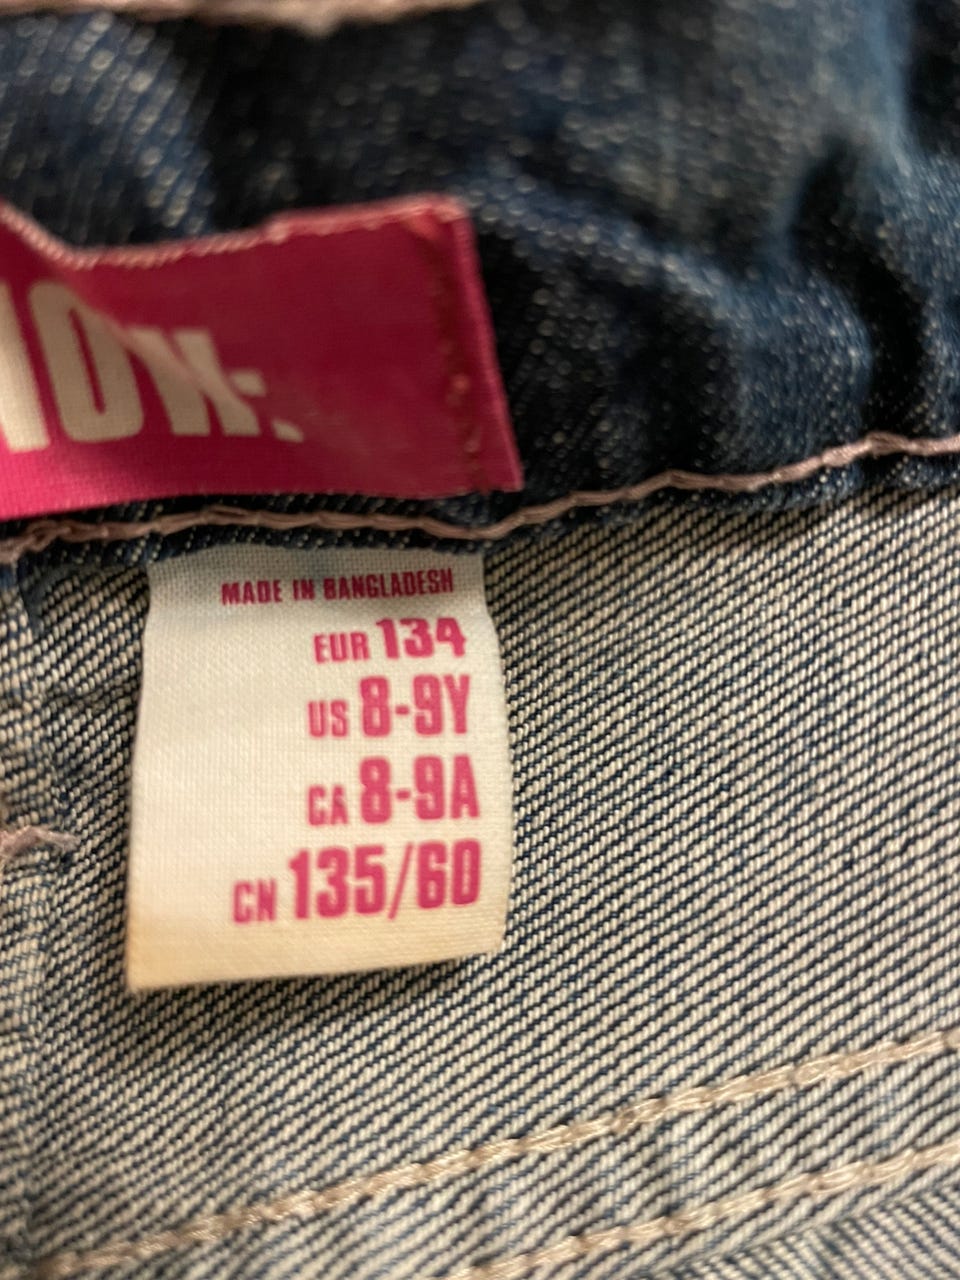 MADE IN BANGLADESH
EUR 134
US 8-9Y
CA 8-9A
CN 135/60